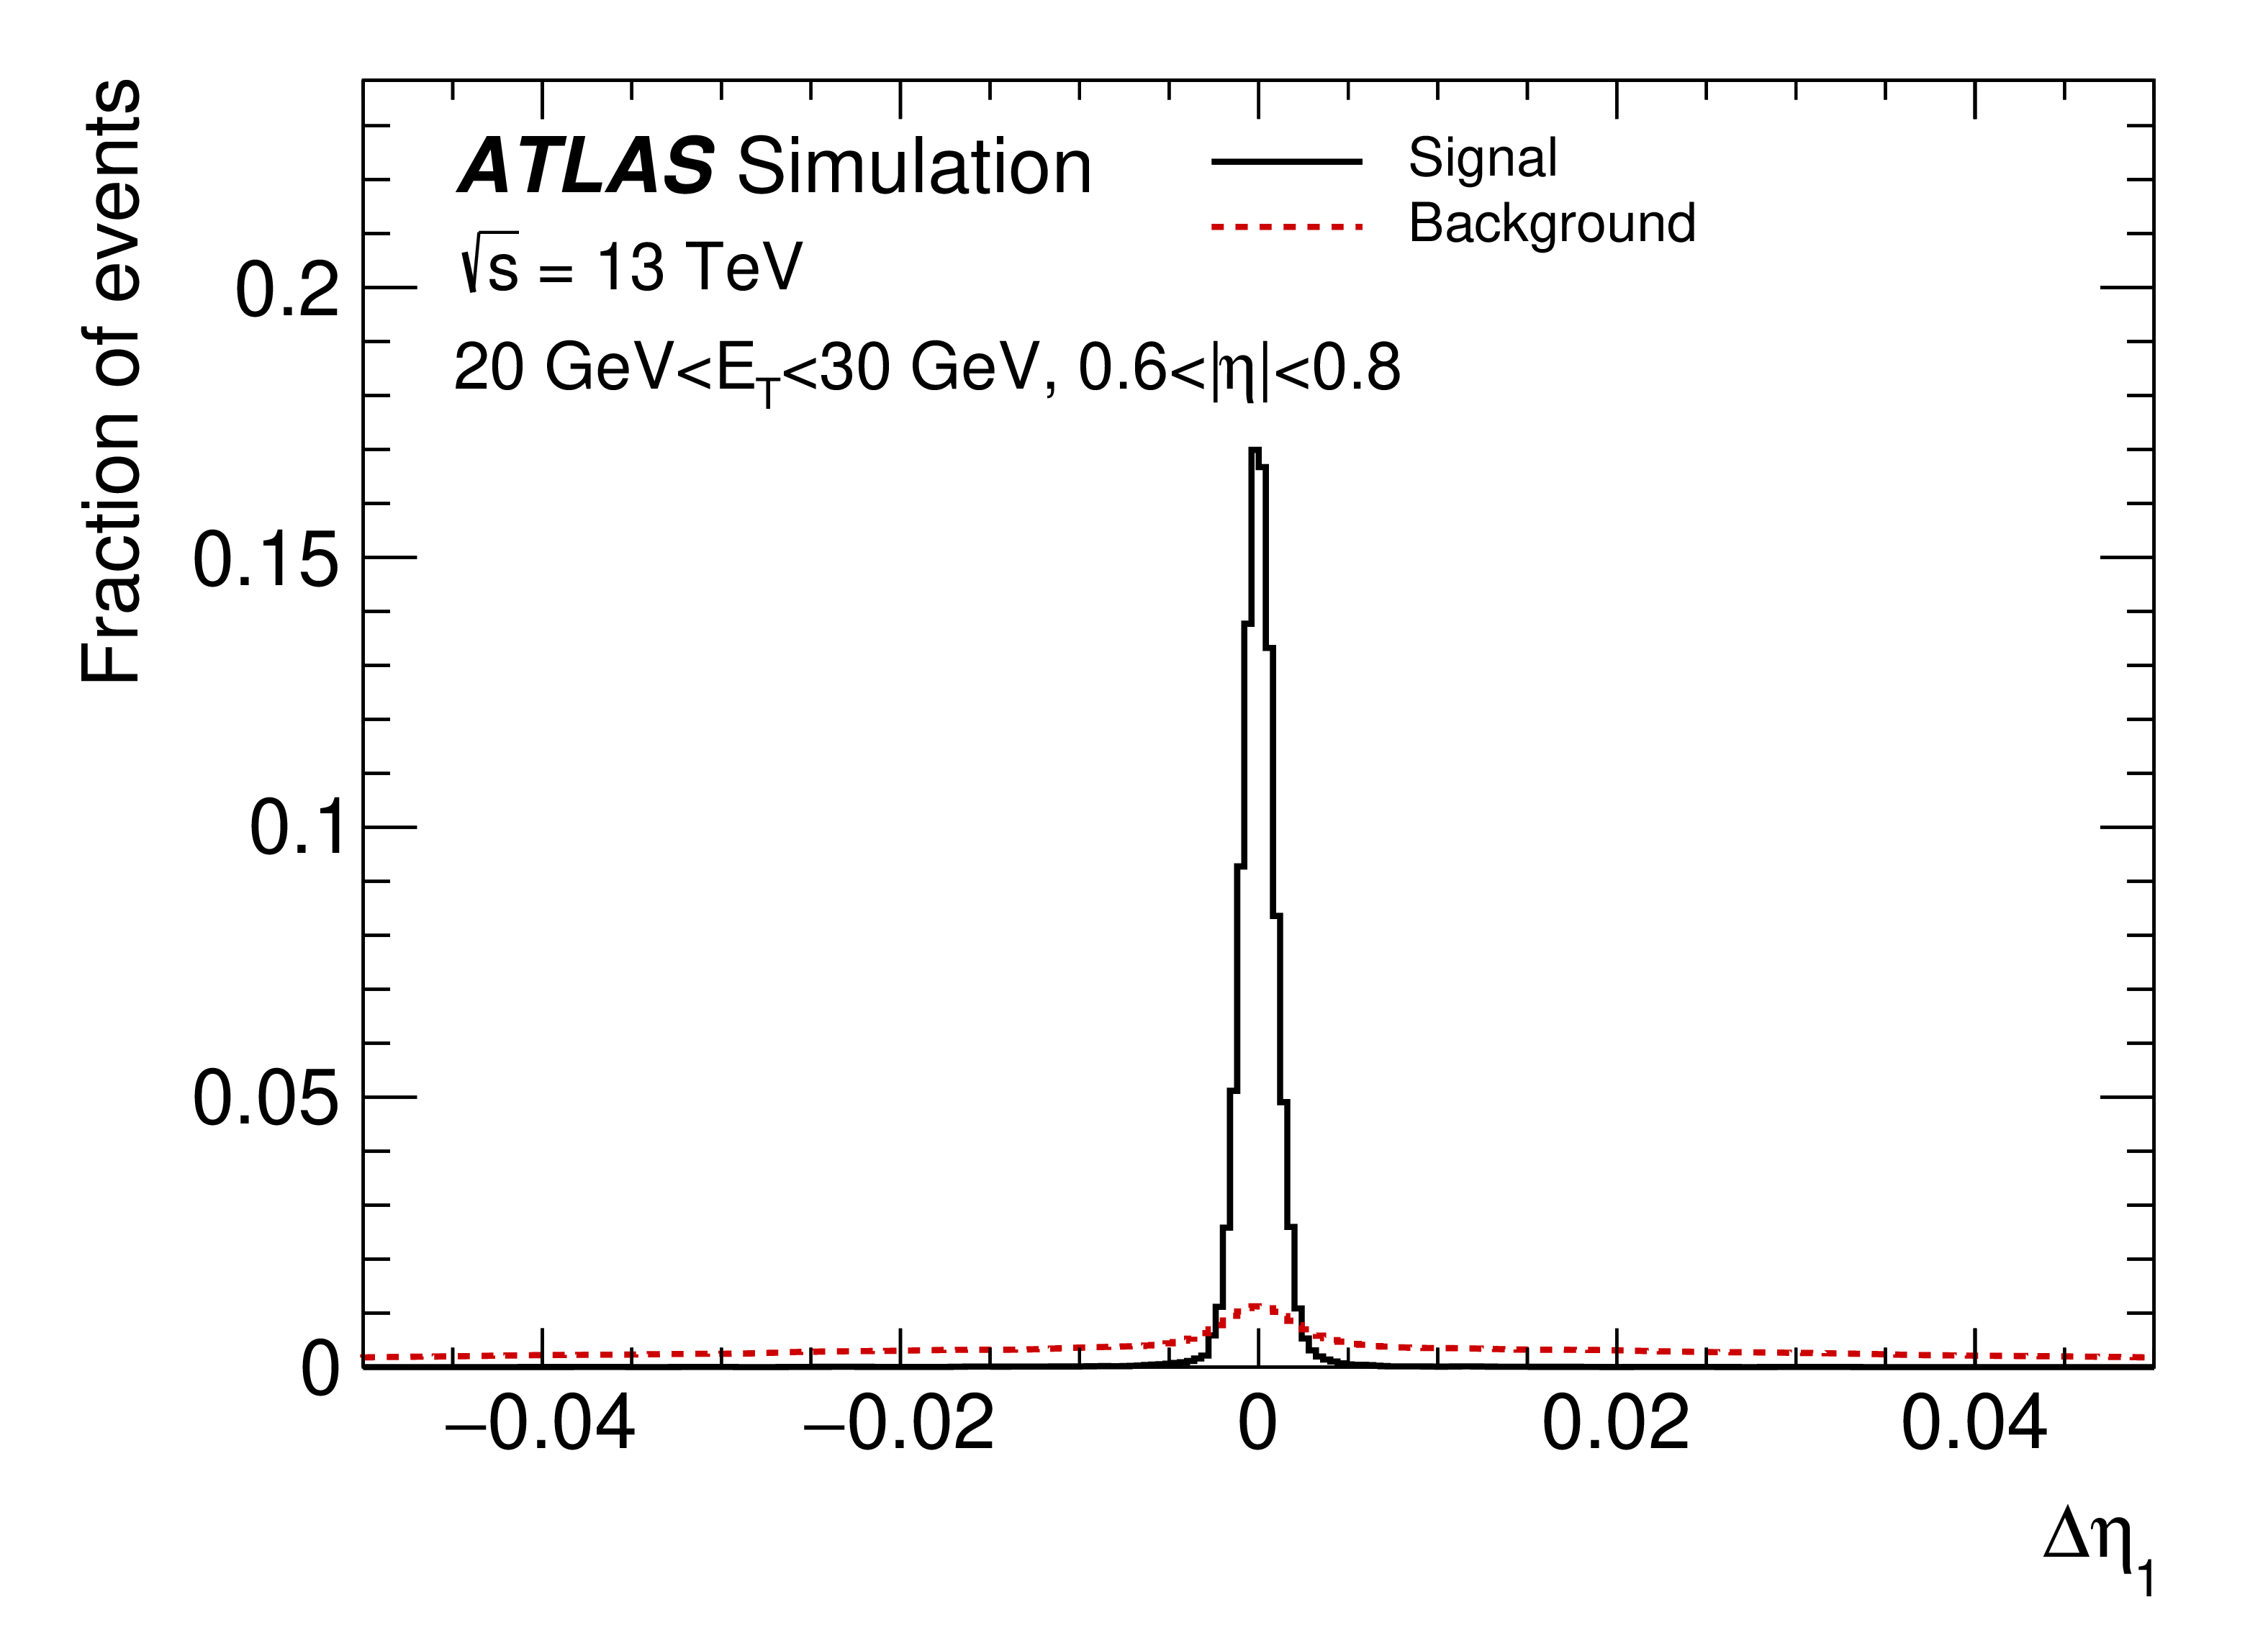 Fraction of events
ATLAS Simulation
√s = 13 TeV
20 GeV<E_T<30 GeV, 0.6<|η|<0.8
Signal
Background
0.2
0.15
0.1
0.05
0
−0.04 −0.02 0 0.02 0.04
Δη_1